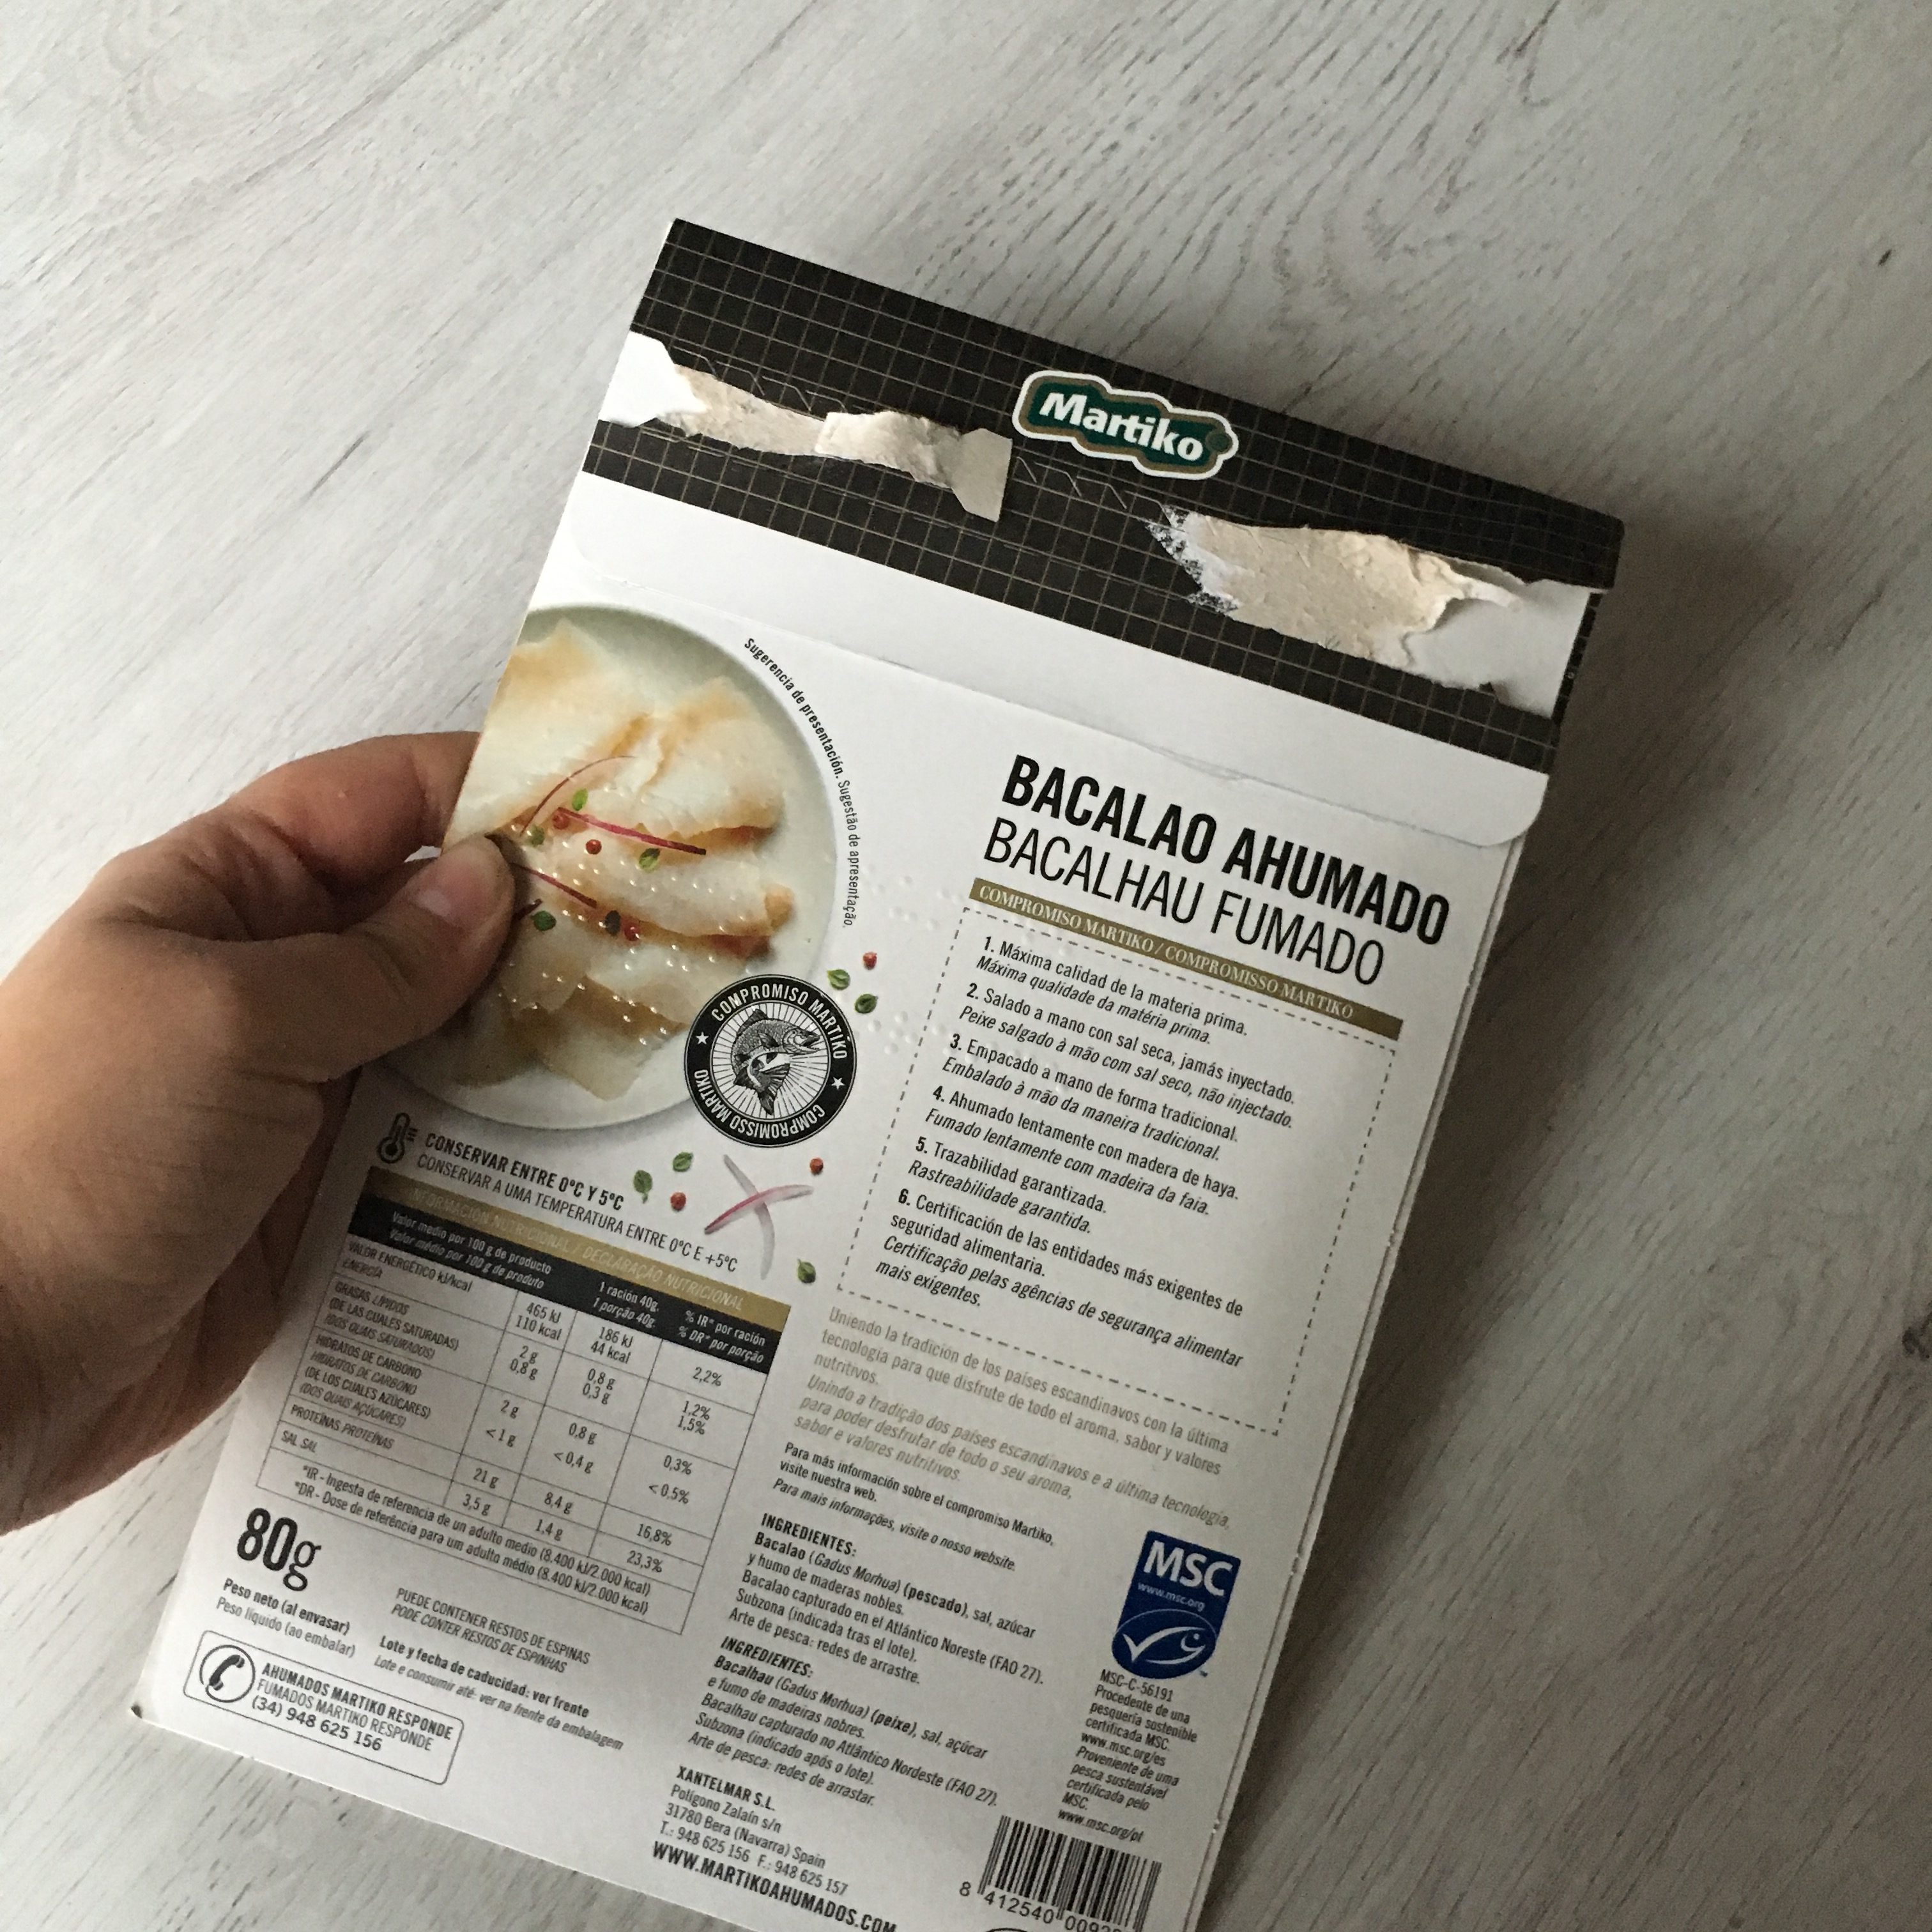 Martiko
Sugerencia de presentación. Sugestão de apresentação.
BACALAO AHUMADO
BACALHAU FUMADO
COMPROMISO MARTIKO / COMPROMISSO MARTIKO
1. Máxima calidad de la materia prima.
Máxima qualidade da matéria prima.
2. Salado a mano con sal seca, jamás inyectado.
Peixe salgado à mão com sal seco, não injectado.
3. Empacado a mano de forma tradicional.
Embalado à mão da maneira tradicional.
4. Ahumado lentamente con madera de haya.
Fumado lentamente com madeira da faia.
5. Trazabilidad garantizada.
Rastreabilidade garantida.
6. Certificación de las entidades más exigentes de
seguridad alimentaria.
Certificação pelas agências de segurança alimentar
mais exigentes.
COMPROMISO MARTIKO
COMPROMISSO MARTIKO
Uniendo la tradición de los países escandinavos con la última
tecnología para que disfrute de todo el aroma, sabor y valores
nutritivos.
Unindo a tradição dos países escandinavos e a última tecnologia,
para poder desfrutar de todo o seu aroma,
sabor e valores nutritivos.
Para más información sobre el compromiso Martiko,
visite nuestra web.
Para mais informações, visite o nosso website.
CONSERVAR ENTRE 0ºC Y 5ºC
CONSERVAR A UMA TEMPERATURA ENTRE 0ºC E +5ºC
INFORMACIÓN NUTRICIONAL / DECLARAÇÃO NUTRICIONAL
Valor medio por 100 g de producto
Valor médio por 100 g de produto
1 ración 40g.
1 porção 40g.
% IR* por ración
% DR* por porção
VALOR ENERGÉTICO kJ/kcal
ENERGÍA
465 kJ
110 kcal
186 kJ
44 kcal
2,2%
GRASAS LÍPIDOS
(DE LAS CUALES SATURADAS)
(DOS QUAIS SATURADOS)
2 g
0,8 g
0,8 g
0,3 g
1,2%
1,5%
HIDRATOS DE CARBONO
HIDRATOS DE CARBONO
(DE LOS CUALES AZÚCARES)
(DOS QUAIS AÇÚCARES)
2 g
<1 g
0,8 g
<0,4 g
0,3%
<0,5%
PROTEÍNAS PROTEÍNAS
21 g
8,4 g
16,8%
SAL SAL
3,5 g
1,4 g
23,3%
*IR - Ingesta de referencia de un adulto medio (8.400 kJ/2.000 kcal)
*DR - Dose de referência para um adulto médio (8.400 kJ/2.000 kcal)
80g
Peso neto (al envasar)
Peso líquido (ao embalar)
PUEDE CONTENER RESTOS DE ESPINAS
PODE CONTER RESTOS DE ESPINHAS
Lote y fecha de caducidad: ver frente
Lote e consumir até: ver na frente da embalagem
AHUMADOS MARTIKO RESPONDE
FUMADOS MARTIKO RESPONDE
(34) 948 625 156
INGREDIENTES:
Bacalao (Gadus Morhua) (pescado), sal, azúcar
y humo de maderas nobles.
Bacalao capturado en el Atlántico Noreste (FAO 27).
Subzona (indicada tras el lote).
Arte de pesca: redes de arrastre.
INGREDIENTES:
Bacalhau (Gadus Morhua) (peixe), sal, açúcar
e fumo de madeiras nobres.
Bacalhau capturado no Atlântico Nordeste (FAO 27).
Subzona (indicado após o lote).
Arte de pesca: redes de arrastar.
XANTELMAR S.L.
Polígono Zalain s/n
31780 Bera (Navarra) Spain
T.: 948 625 156 F.: 948 625 157
WWW.MARTIKOAHUMADOS.COM
MSC
www.msc.org
TM
MSC-C-56191
Procedente de una
pesquería sostenible
certificada MSC.
www.msc.org/es
Proveniente de uma
pesca sustentável
certificada pelo
MSC.
www.msc.org/pt
8 412540